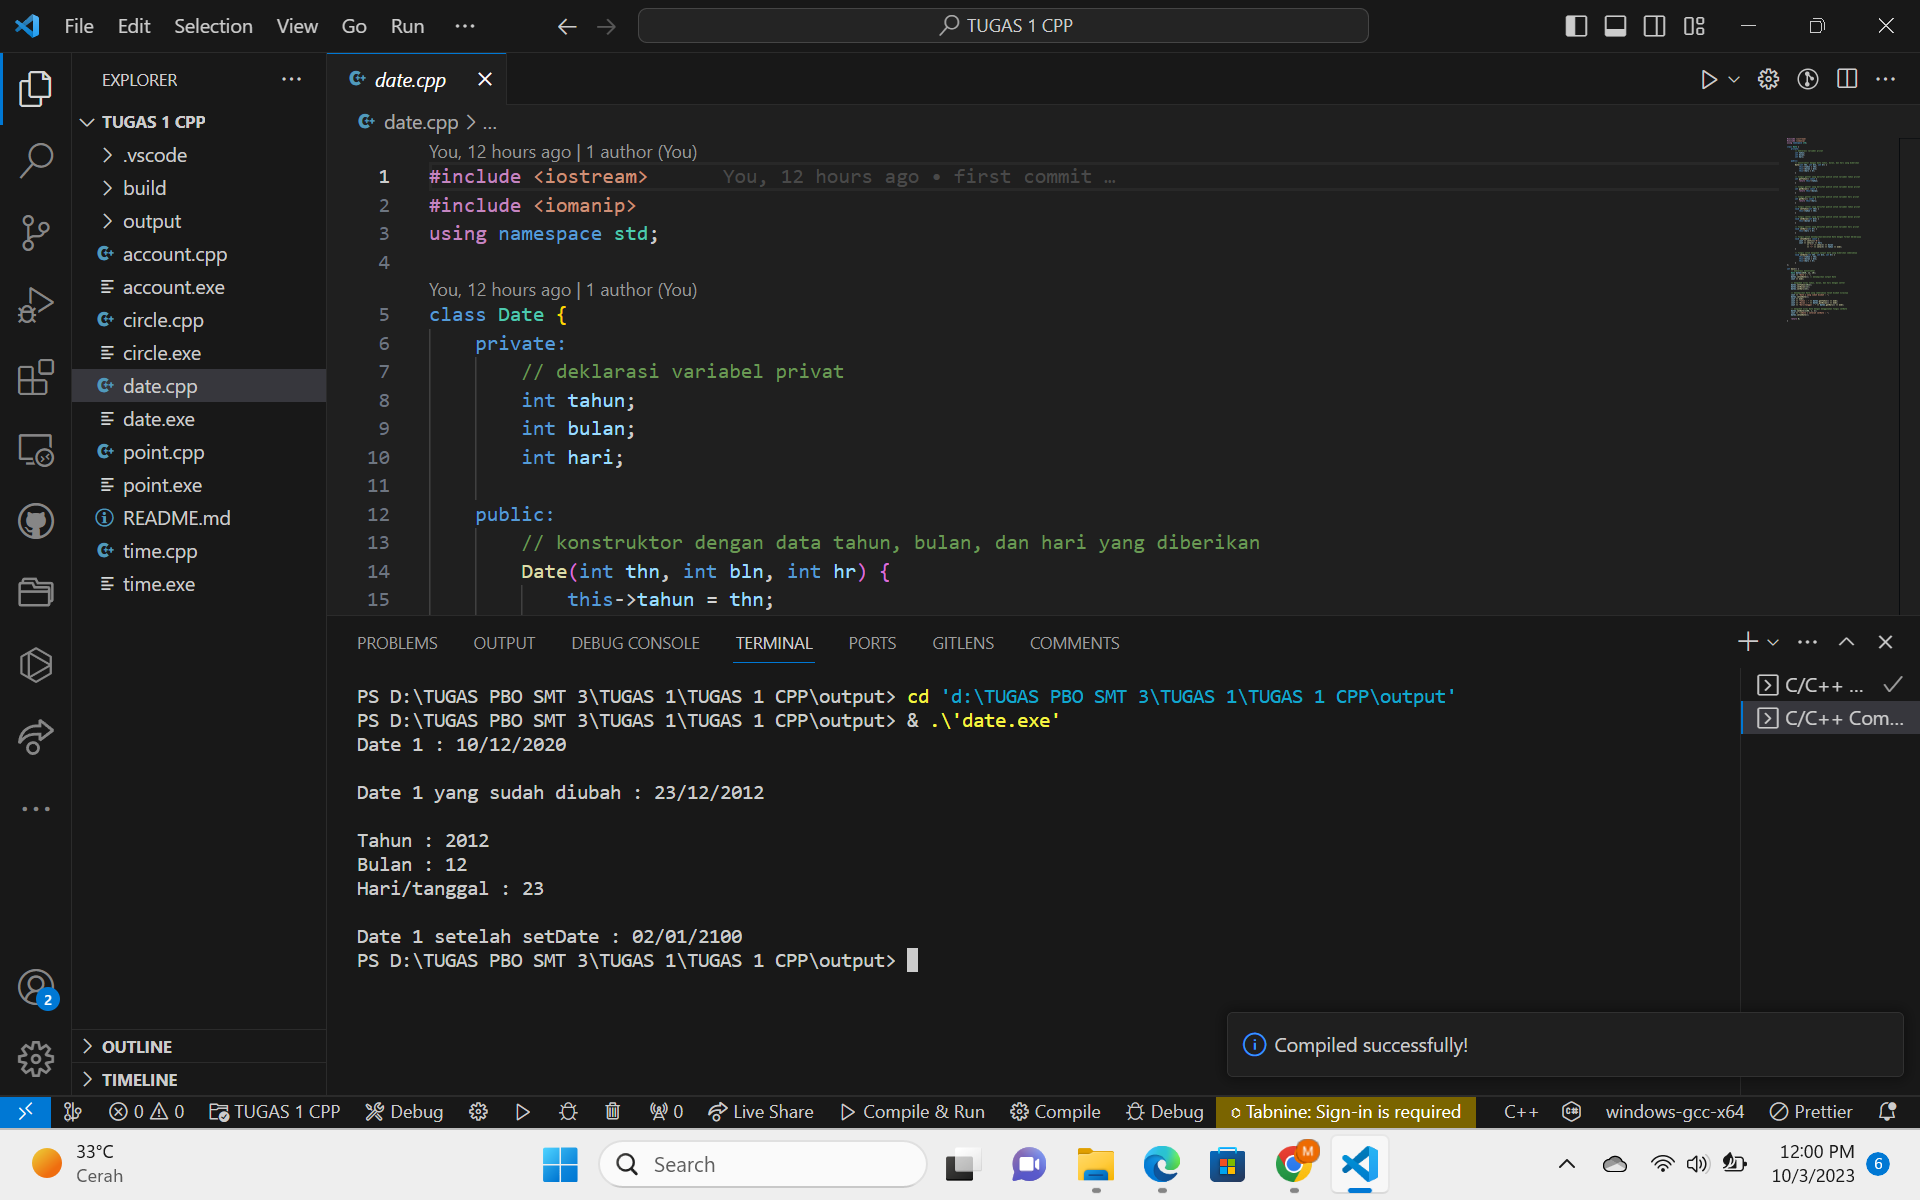 File Edit Selection View Go Run ...
TUGAS 1 CPP
EXPLORER
TUGAS 1 CPP
.vscode
build
output
account.cpp
account.exe
circle.cpp
circle.exe
date.cpp
date.exe
point.cpp
point.exe
README.md
time.cpp
time.exe
OUTLINE
TIMELINE
2
date.cpp
date.cpp > ...
You, 12 hours ago | 1 author (You)
1 #include <iostream> You, 12 hours ago • first commit …
2 #include <iomanip>
3 using namespace std;
4
You, 12 hours ago | 1 author (You)
5 class Date {
6 private:
7 // deklarasi variabel privat
8 int tahun;
9 int bulan;
10 int hari;
11
12 public:
13 // konstruktor dengan data tahun, bulan, dan hari yang diberikan
14 Date(int thn, int bln, int hr) {
15 this->tahun = thn;
PROBLEMS OUTPUT DEBUG CONSOLE TERMINAL PORTS GITLENS COMMENTS
PS D:\TUGAS PBO SMT 3\TUGAS 1\TUGAS 1 CPP\output> cd 'd:\TUGAS PBO SMT 3\TUGAS 1\TUGAS 1 CPP\output'
PS D:\TUGAS PBO SMT 3\TUGAS 1\TUGAS 1 CPP\output> & .\'date.exe'
Date 1 : 10/12/2020
Date 1 yang sudah diubah : 23/12/2012
Tahun : 2012
Bulan : 12
Hari/tanggal : 23
Date 1 setelah setDate : 02/01/2100
PS D:\TUGAS PBO SMT 3\TUGAS 1\TUGAS 1 CPP\output>
C/C++ ...
C/C++ Com...
Compiled successfully!
0 0 TUGAS 1 CPP Debug 0 Live Share Compile & Run Compile Debug Tabnine: Sign-in is required C++ windows-gcc-x64 Prettier
33°C
Cerah
Search
M
12:00 PM
10/3/2023
6